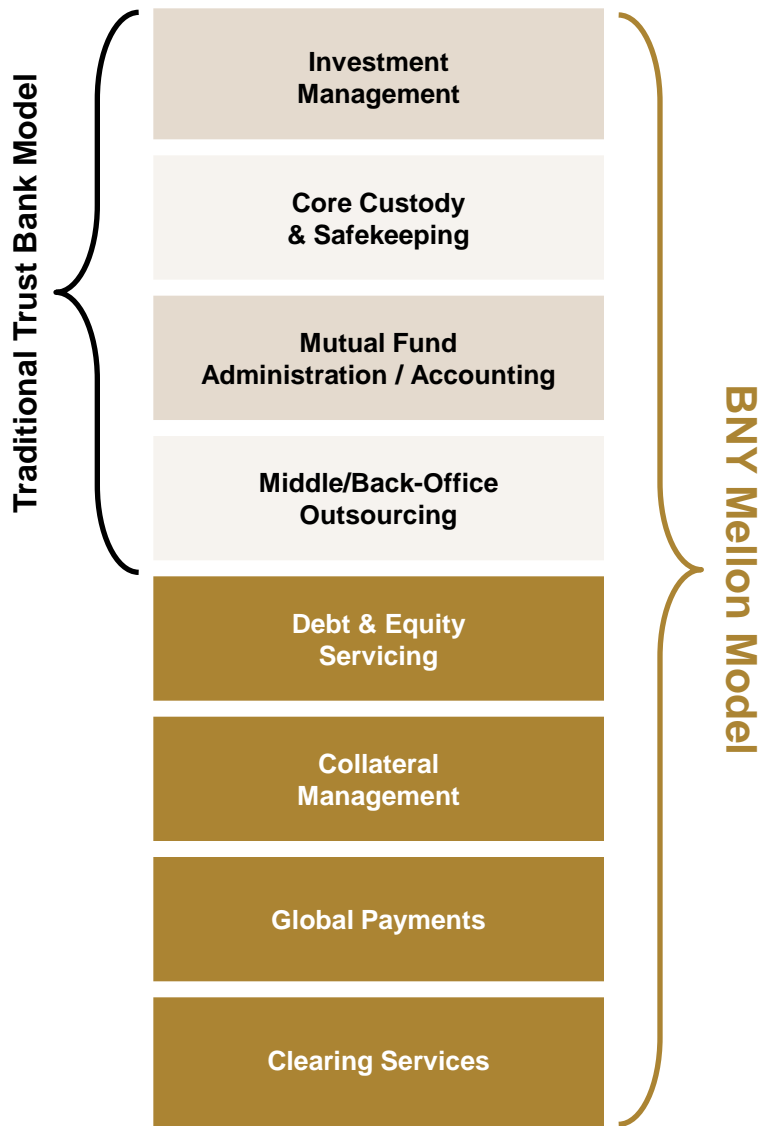 Traditional Trust Bank Model
Investment
Management
Core Custody
& Safekeeping
Mutual Fund
Administration / Accounting
Middle/Back-Office
Outsourcing
Debt & Equity
Servicing
Collateral
Management
Global Payments
Clearing Services
BNY Mellon Model